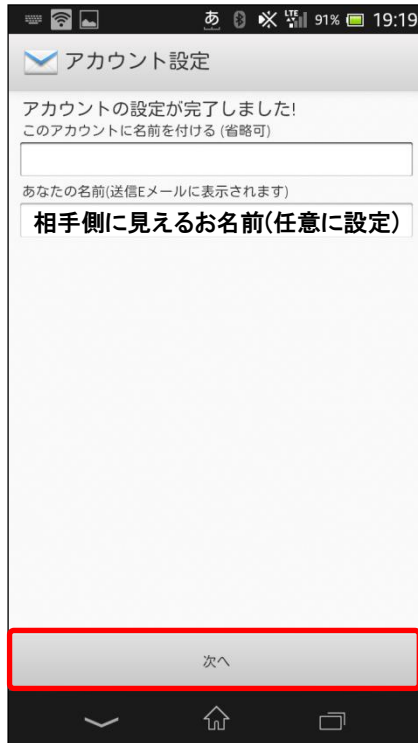 あ LTE 91% 19:19
アカウント設定
アカウントの設定が完了しました!
このアカウントに名前を付ける (省略可)
あなたの名前(送信Eメールに表示されます)
相手側に見えるお名前(任意に設定)
次へ